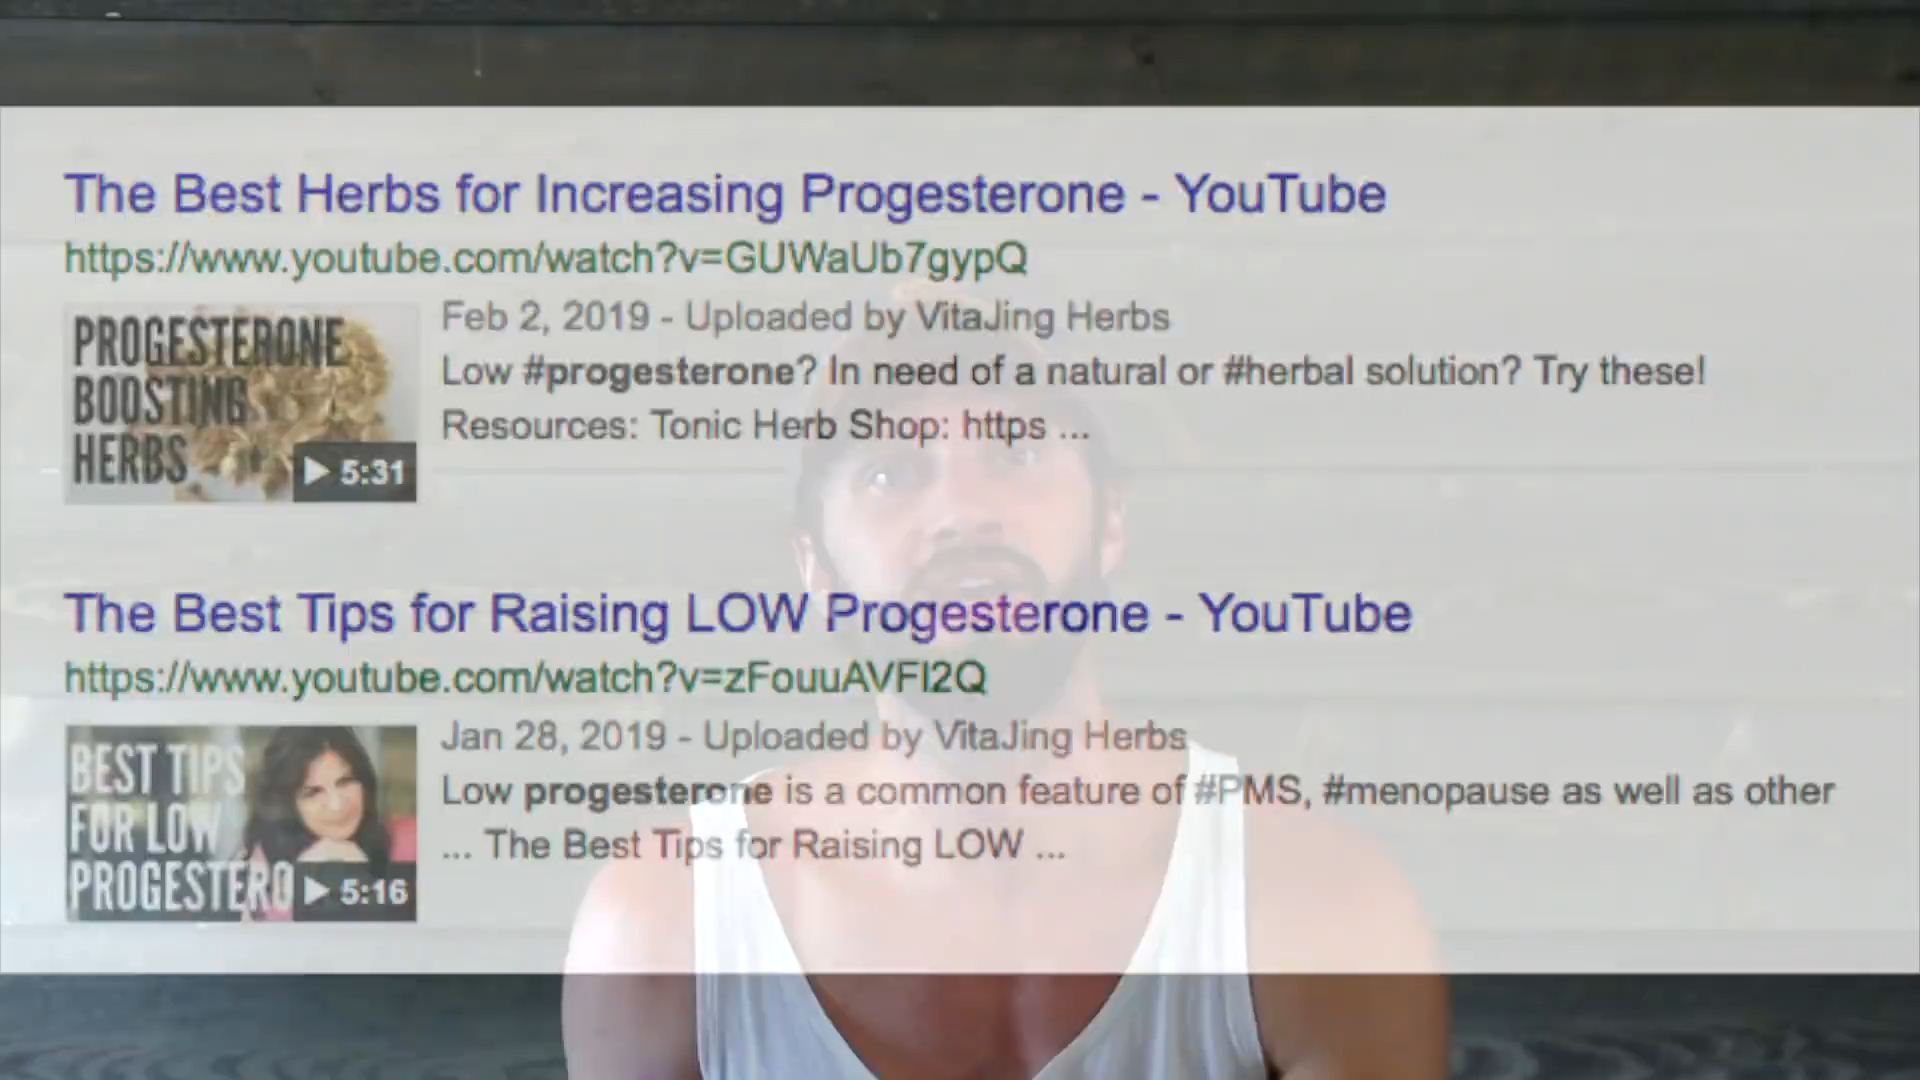 The Best Herbs for Increasing Progesterone - YouTube
https://www.youtube.com/watch?v=GUWaUb7gypQ
PROGESTERONE
BOOSTING
HERBS
5:31
Feb 2, 2019 - Uploaded by VitaJing Herbs
Low #progesterone? In need of a natural or #herbal solution? Try these!
Resources: Tonic Herb Shop: https ...
The Best Tips for Raising LOW Progesterone - YouTube
https://www.youtube.com/watch?v=zFouuAVFl2Q
BEST TIPS
FOR LOW
PROGESTERO
5:16
Jan 28, 2019 - Uploaded by VitaJing Herbs
Low progesterone is a common feature of #PMS, #menopause as well as other
... The Best Tips for Raising LOW ...